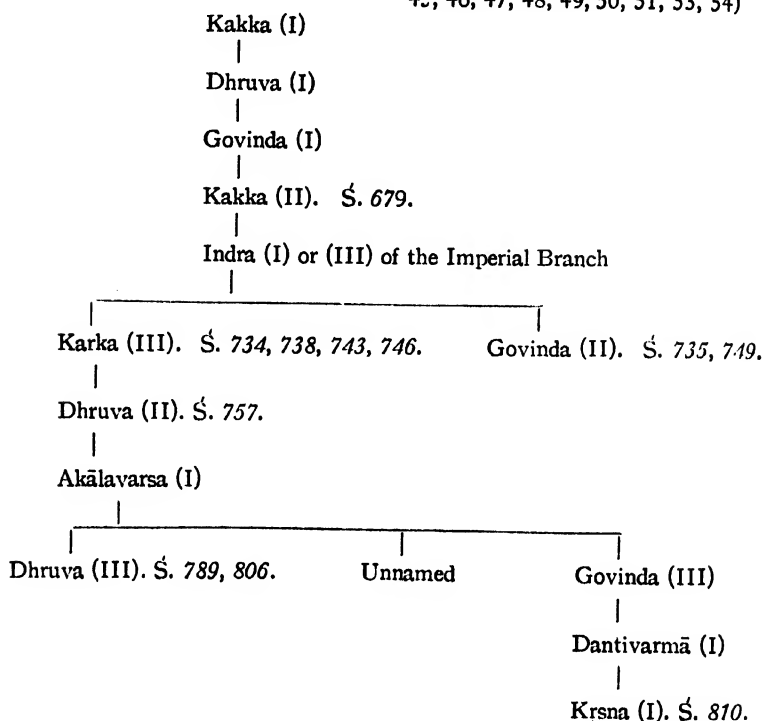 46, 47, 48, 49, 50, 51, 53, 54)
Kakka (I)
Dhruva (I)
Govinda (I)
Kakka (II). Ś. 679.
Indra (I) or (III) of the Imperial Branch
Karka (III). Ś. 734, 738, 743, 746. Govinda (II). Ś. 735, 749.
Dhruva (II). Ś. 757.
Akālavarsa (I)
Dhruva (III). Ś. 789, 806. Unnamed Govinda (III)
Dantivarmā (I)
Krsna (I). Ś. 810.